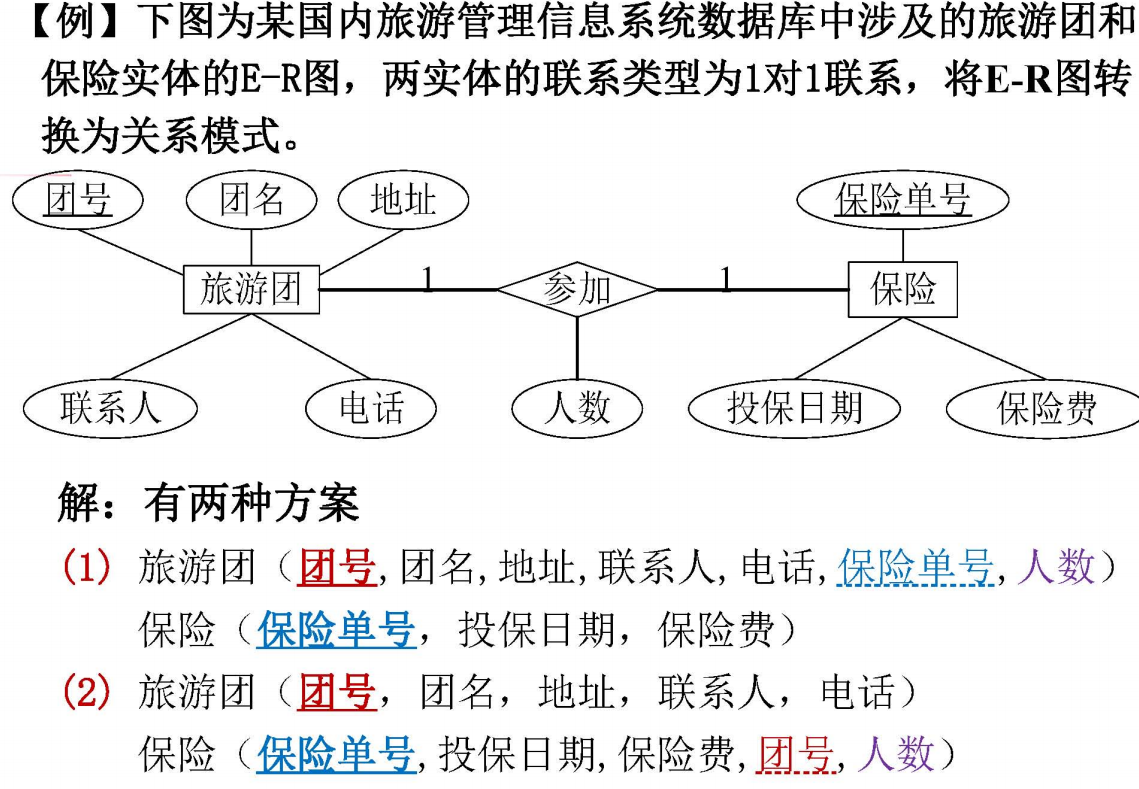 【例】下图为某国内旅游管理信息系统数据库中涉及的旅游团和
保险实体的E-R图，两实体的联系类型为1对1联系，将E-R图转
换为关系模式。
团号 团名 地址 保险单号
旅游团 1 参加 1 保险
联系人 电话 人数 投保日期 保险费
解：有两种方案
(1) 旅游团（团号,团名,地址,联系人,电话,保险单号,人数）
保险（保险单号，投保日期，保险费）
(2) 旅游团（团号，团名，地址，联系人，电话）
保险（保险单号,投保日期,保险费,团号,人数）